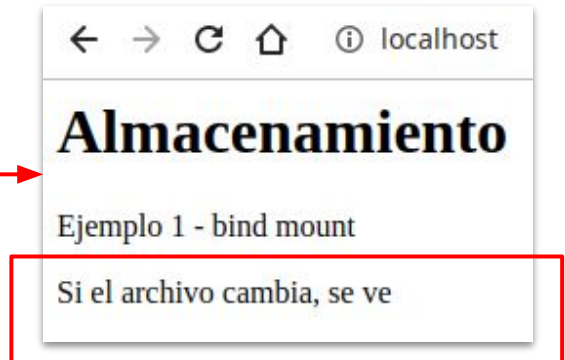 localhost
Almacenamiento
Ejemplo 1 - bind mount
Si el archivo cambia, se ve